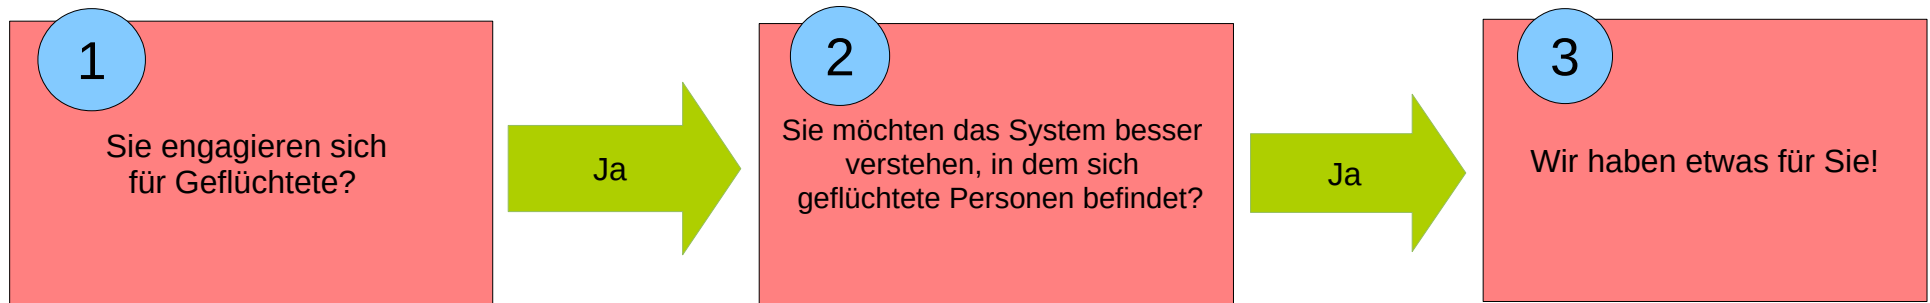 1
Sie engagieren sich
für Geflüchtete?
Ja
2
Sie möchten das System besser
verstehen, in dem sich
geflüchtete Personen befindet?
Ja
3
Wir haben etwas für Sie!